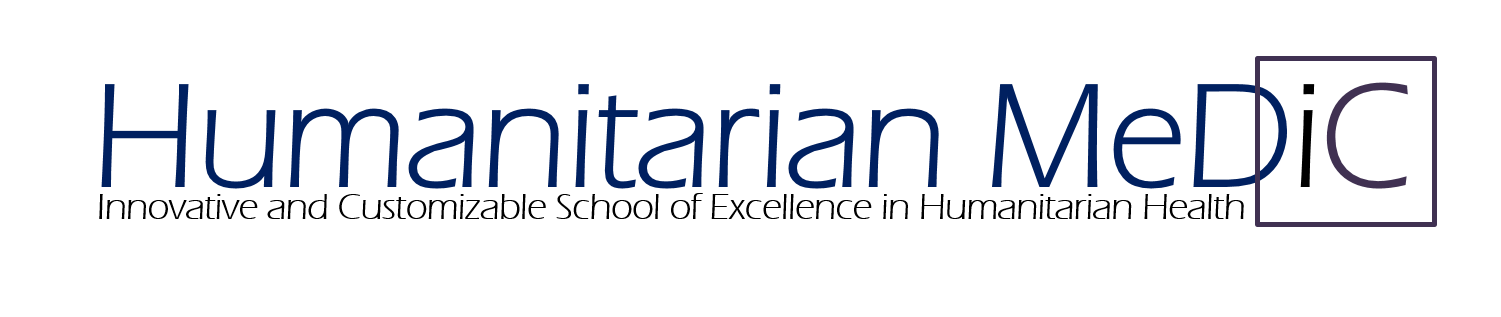 Humanitarian MeDiC
Innovative and Customizable School of Excellence in Humanitarian Health